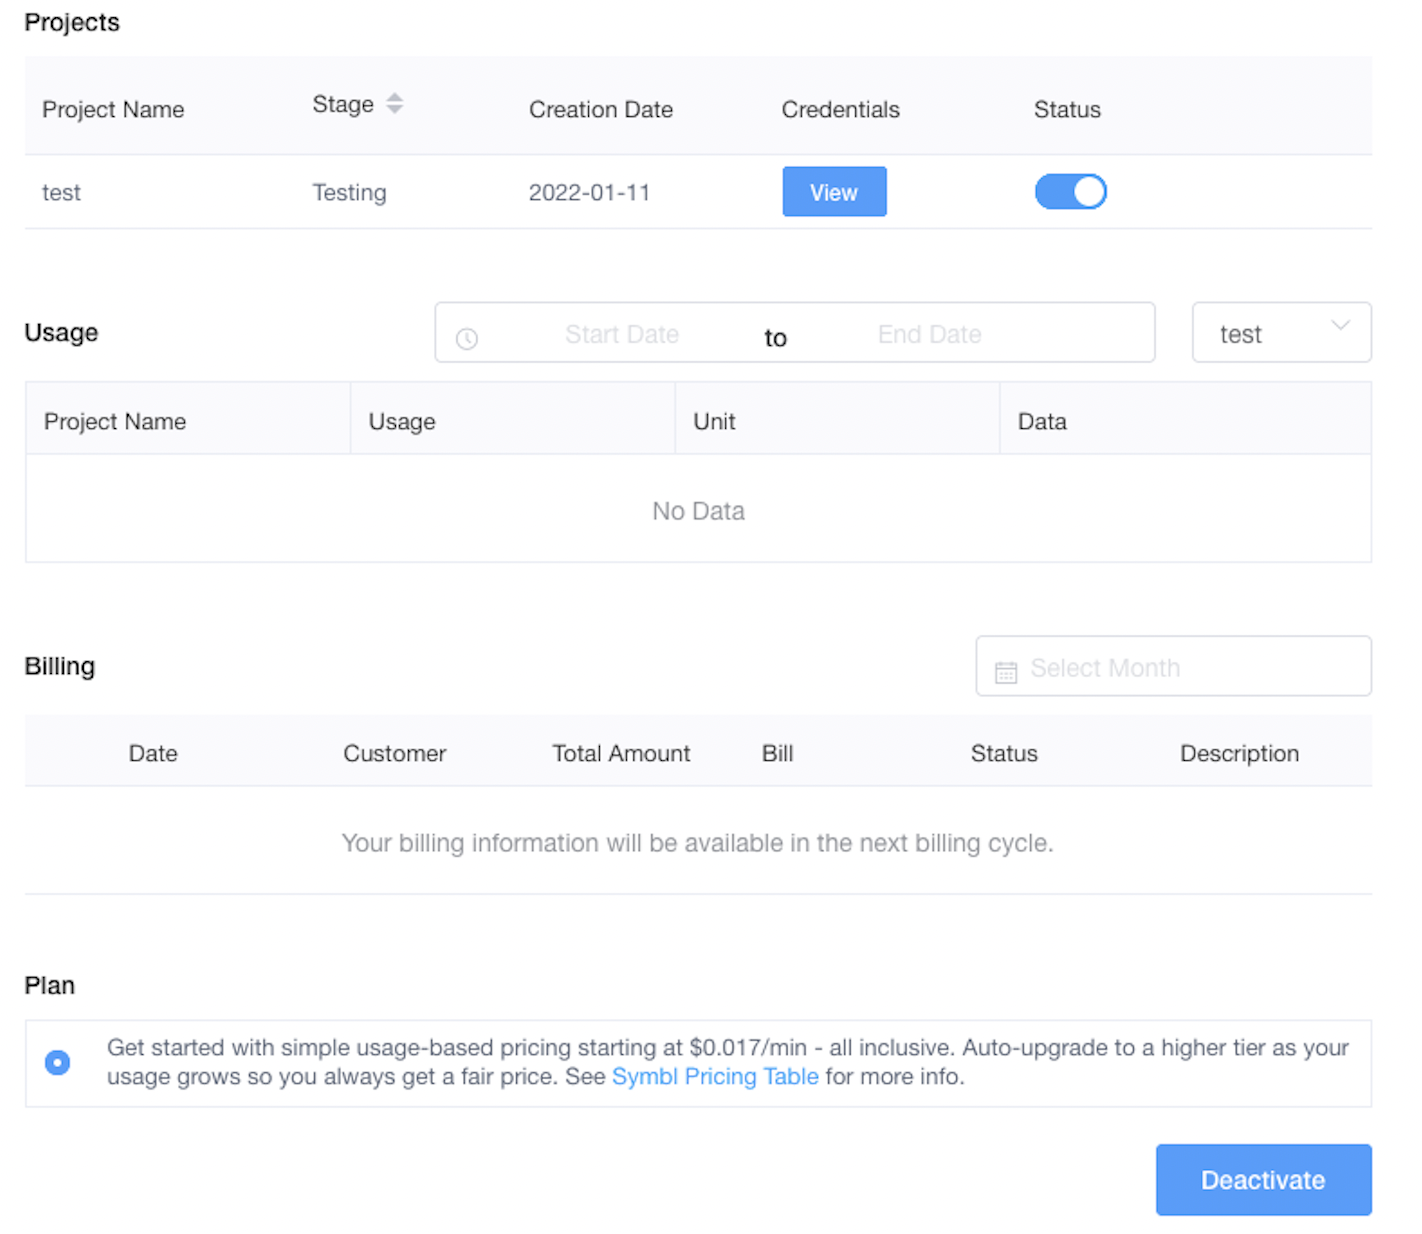 Projects
Project Name Stage Creation Date Credentials Status
test Testing 2022-01-11 View
Usage Start Date to End Date test
Project Name Usage Unit Data
No Data
Billing Select Month
Date Customer Total Amount Bill Status Description
Your billing information will be available in the next billing cycle.
Plan
Get started with simple usage-based pricing starting at $0.017/min - all inclusive. Auto-upgrade to a higher tier as your
usage grows so you always get a fair price. See Symbl Pricing Table for more info.
Deactivate